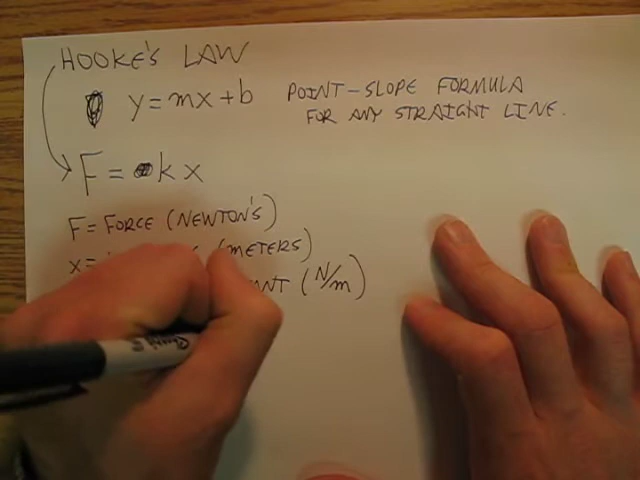 HOOKE'S LAW
y=mx+b POINT-SLOPE FORMULA
FOR ANY STRAIGHT LINE.
F= kx
F=FORCE (NEWTON'S)
x= (METERS)
(N/m)